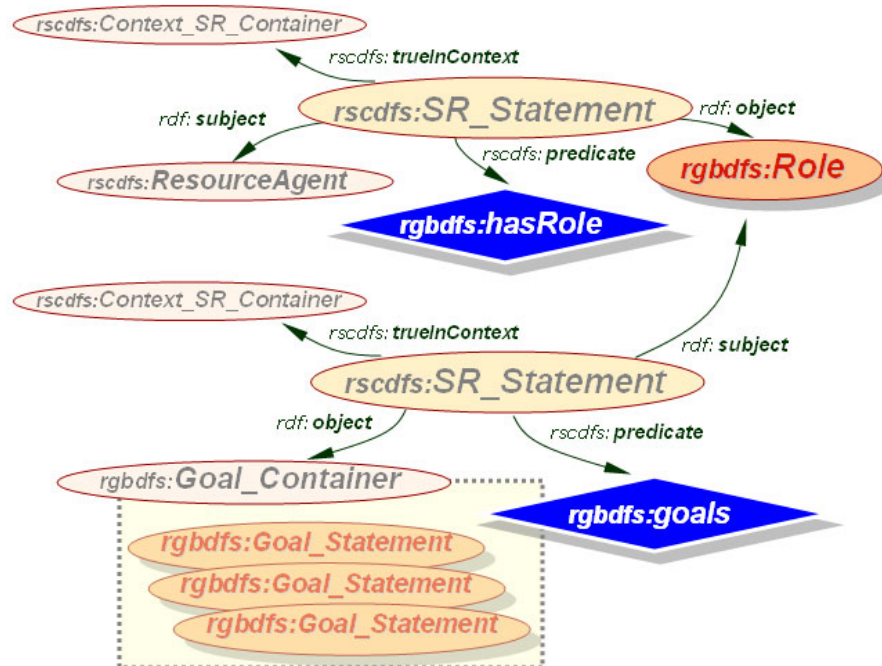 rscdfs:Context_SR_Container
rscdfs: trueInContext
rscdfs:SR_Statement
rdf: object
rdf: subject
rscdfs: predicate
rscdfs:ResourceAgent
rgbdfs:Role
rgbdfs:hasRole
rscdfs:Context_SR_Container
rscdfs: trueInContext
rdf: subject
rscdfs:SR_Statement
rdf: object
rscdfs: predicate
rgbdfs:Goal_Container
rgbdfs:goals
rgbdfs:Goal_Statement
rgbdfs:Goal_Statement
rgbdfs:Goal_Statement